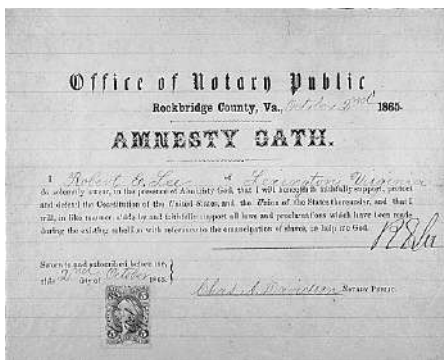 Office of Notary Public
Rockbridge County, Va., October 2nd 1865.
AMNESTY OATH.
I Robert E. Lee of Lexington Virginia
do solemnly swear, in the presence of Almighty God, that I will henceforth faithfully support, protect
and defend the Constitution of the United States, and the Union of the States thereunder, and that I
will, in like manner, abide by and faithfully support all laws and proclamations which have been made
during the existing rebellion with reference to the emancipation of slaves, so help me God.
R E Lee
Sworn to and subscribed before me,
this 2nd day of October 1865.
Chas. A. Davidson NOTARY PUBLIC.
5 5